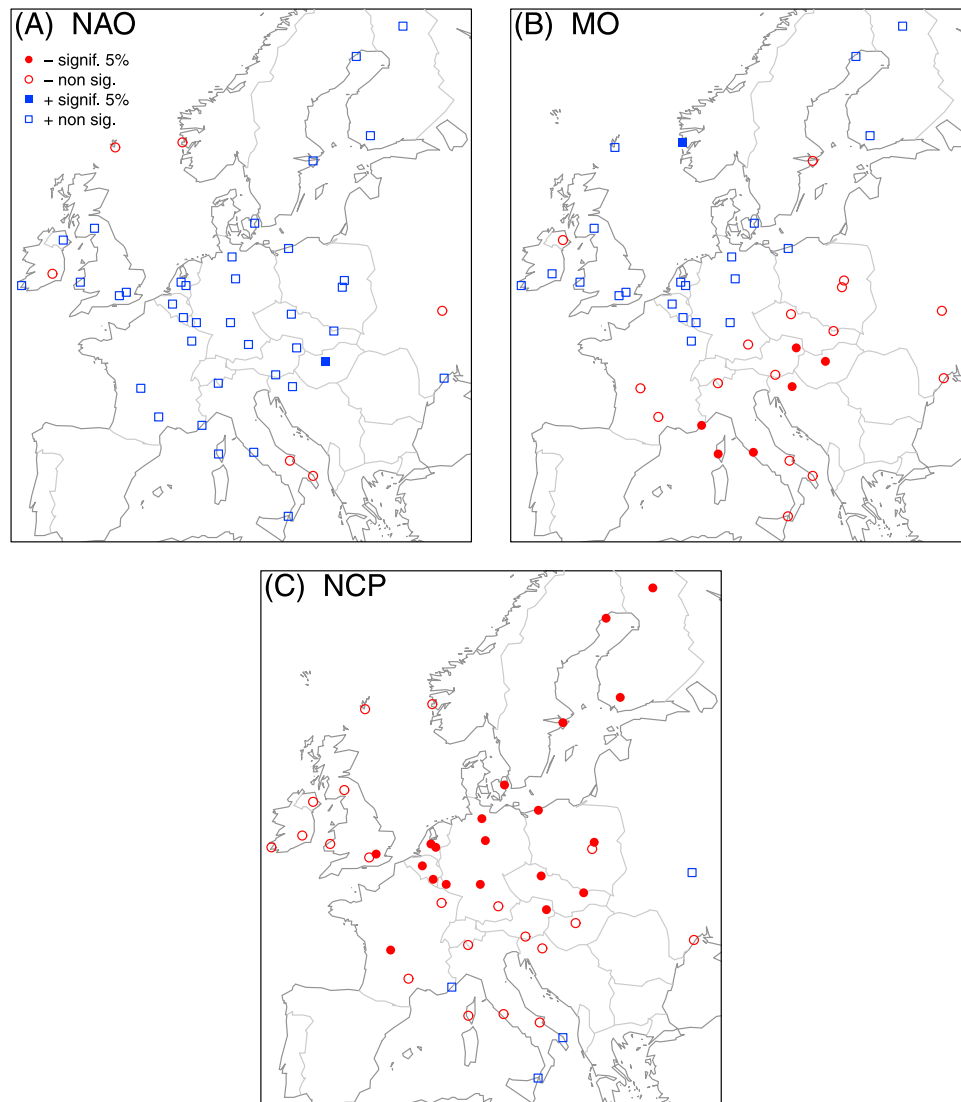 (A) NAO
– signif. 5%
– non sig.
+ signif. 5%
+ non sig.
(B) MO
(C) NCP